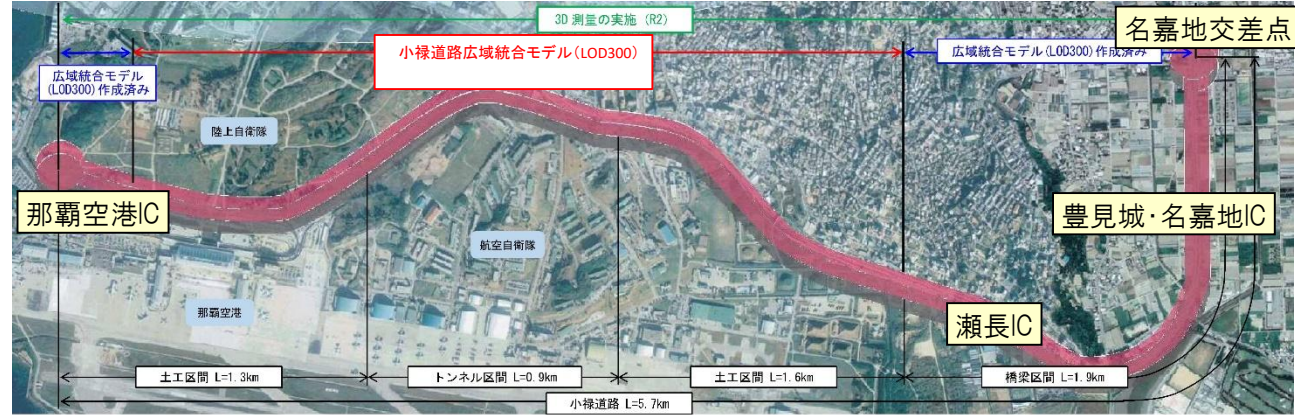 3D 測量の実施 (R2)
名嘉地交差点
小禄道路広域統合モデル(LOD300)
広域統合モデル(LOD300)作成済み
広域統合モデル
(LOD300)作成済み
陸上自衛隊
那覇空港IC
豊見城・名嘉地IC
航空自衛隊
那覇空港
瀬長IC
土工区間 L=1.3km
トンネル区間 L=0.9km
土工区間 L=1.6km
橋梁区間 L=1.9km
小禄道路 L=5.7km